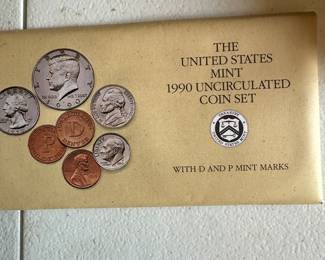 THE
UNITED STATES
MINT
1990 UNCIRCULATED
COIN SET
WITH D AND P MINT MARKS
D
P